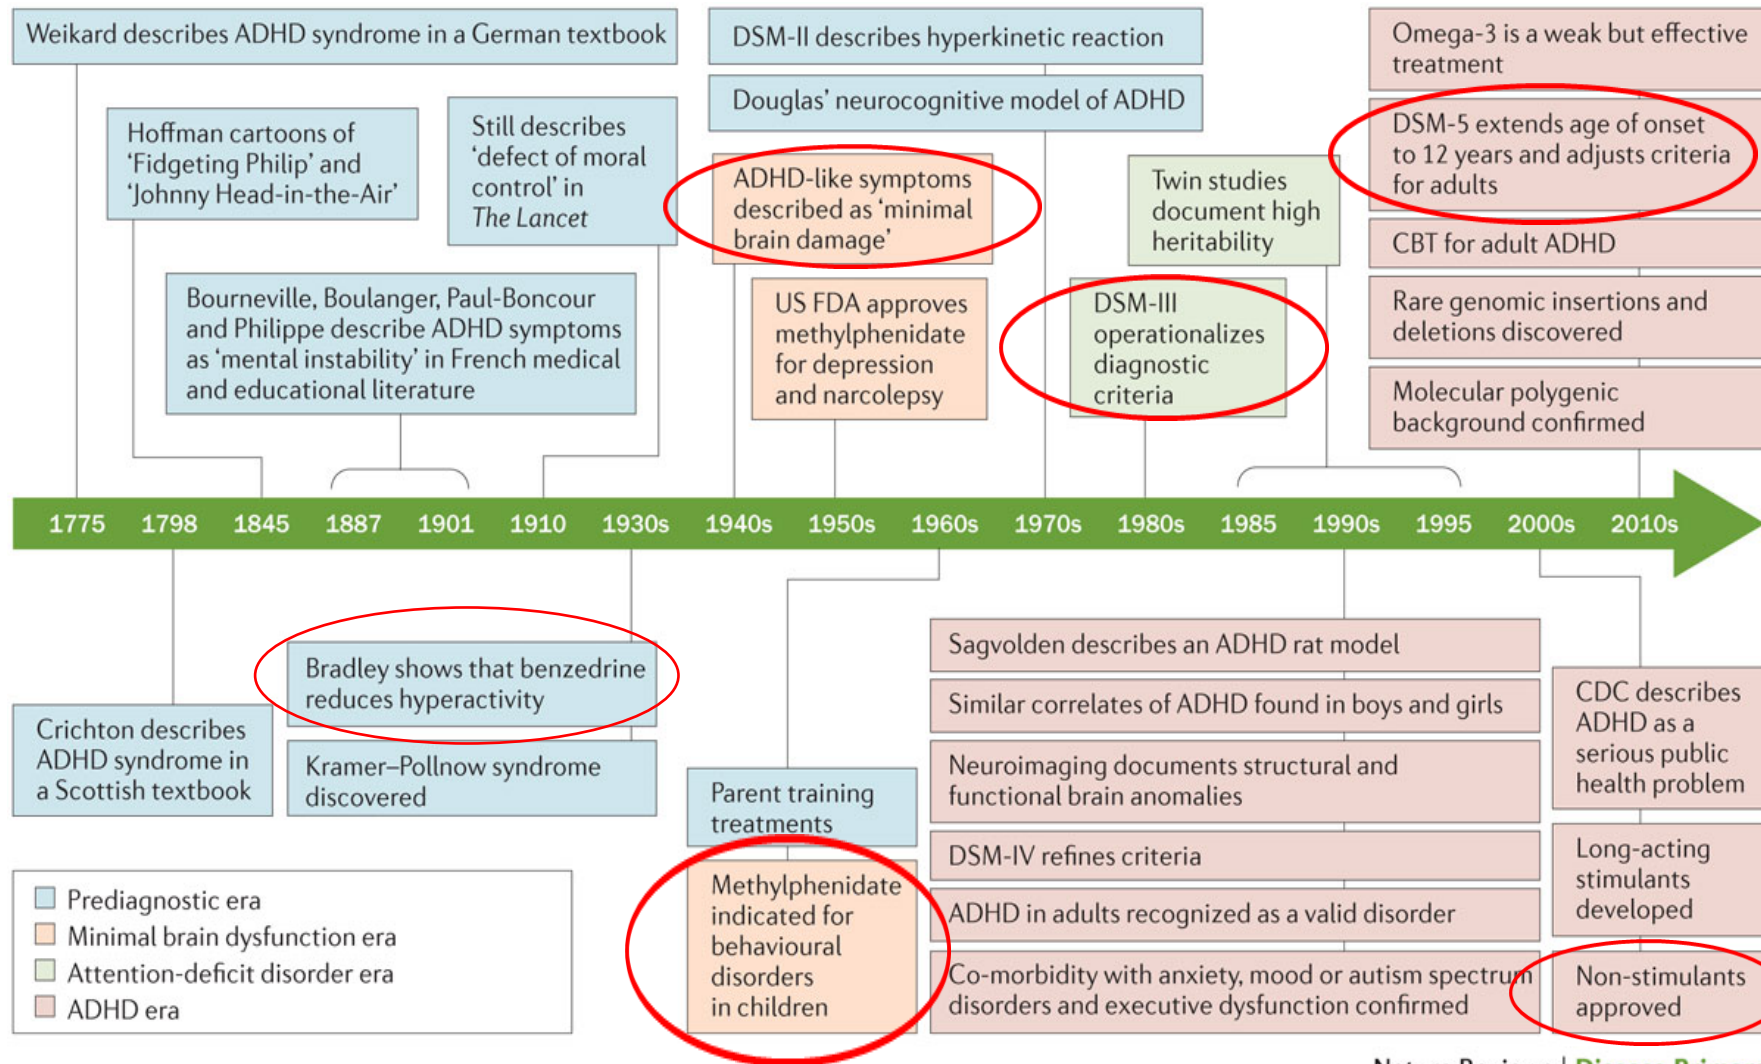 Weikard describes ADHD syndrome in a German textbook
Hoffman cartoons of
‘Fidgeting Philip’ and
‘Johnny Head-in-the-Air’
Still describes
‘defect of moral
control’ in
The Lancet
Bourneville, Boulanger, Paul-Boncour
and Philippe describe ADHD symptoms
as ‘mental instability’ in French medical
and educational literature
DSM-II describes hyperkinetic reaction
Douglas’ neurocognitive model of ADHD
ADHD-like symptoms
described as ‘minimal
brain damage’
US FDA approves
methylphenidate
for depression
and narcolepsy
Twin studies
document high
heritability
DSM-III
operationalizes
diagnostic
criteria
Omega-3 is a weak but effective
treatment
DSM-5 extends age of onset
to 12 years and adjusts criteria
for adults
CBT for adult ADHD
Rare genomic insertions and
deletions discovered
Molecular polygenic
background confirmed
1775 1798 1845 1887 1901 1910 1930s 1940s 1950s 1960s 1970s 1980s 1985 1990s 1995 2000s 2010s
Crichton describes
ADHD syndrome in
a Scottish textbook
Bradley shows that benzedrine
reduces hyperactivity
Kramer–Pollnow syndrome
discovered
Parent training
treatments
Methylphenidate
indicated for
behavioural
disorders
in children
Sagvolden describes an ADHD rat model
Similar correlates of ADHD found in boys and girls
Neuroimaging documents structural and
functional brain anomalies
DSM-IV refines criteria
ADHD in adults recognized as a valid disorder
Co-morbidity with anxiety, mood or autism spectrum
disorders and executive dysfunction confirmed
CDC describes
ADHD as a
serious public
health problem
Long-acting
stimulants
developed
Non-stimulants
approved
Prediagnostic era
Minimal brain dysfunction era
Attention-deficit disorder era
ADHD era
Nature Reviews | Disease